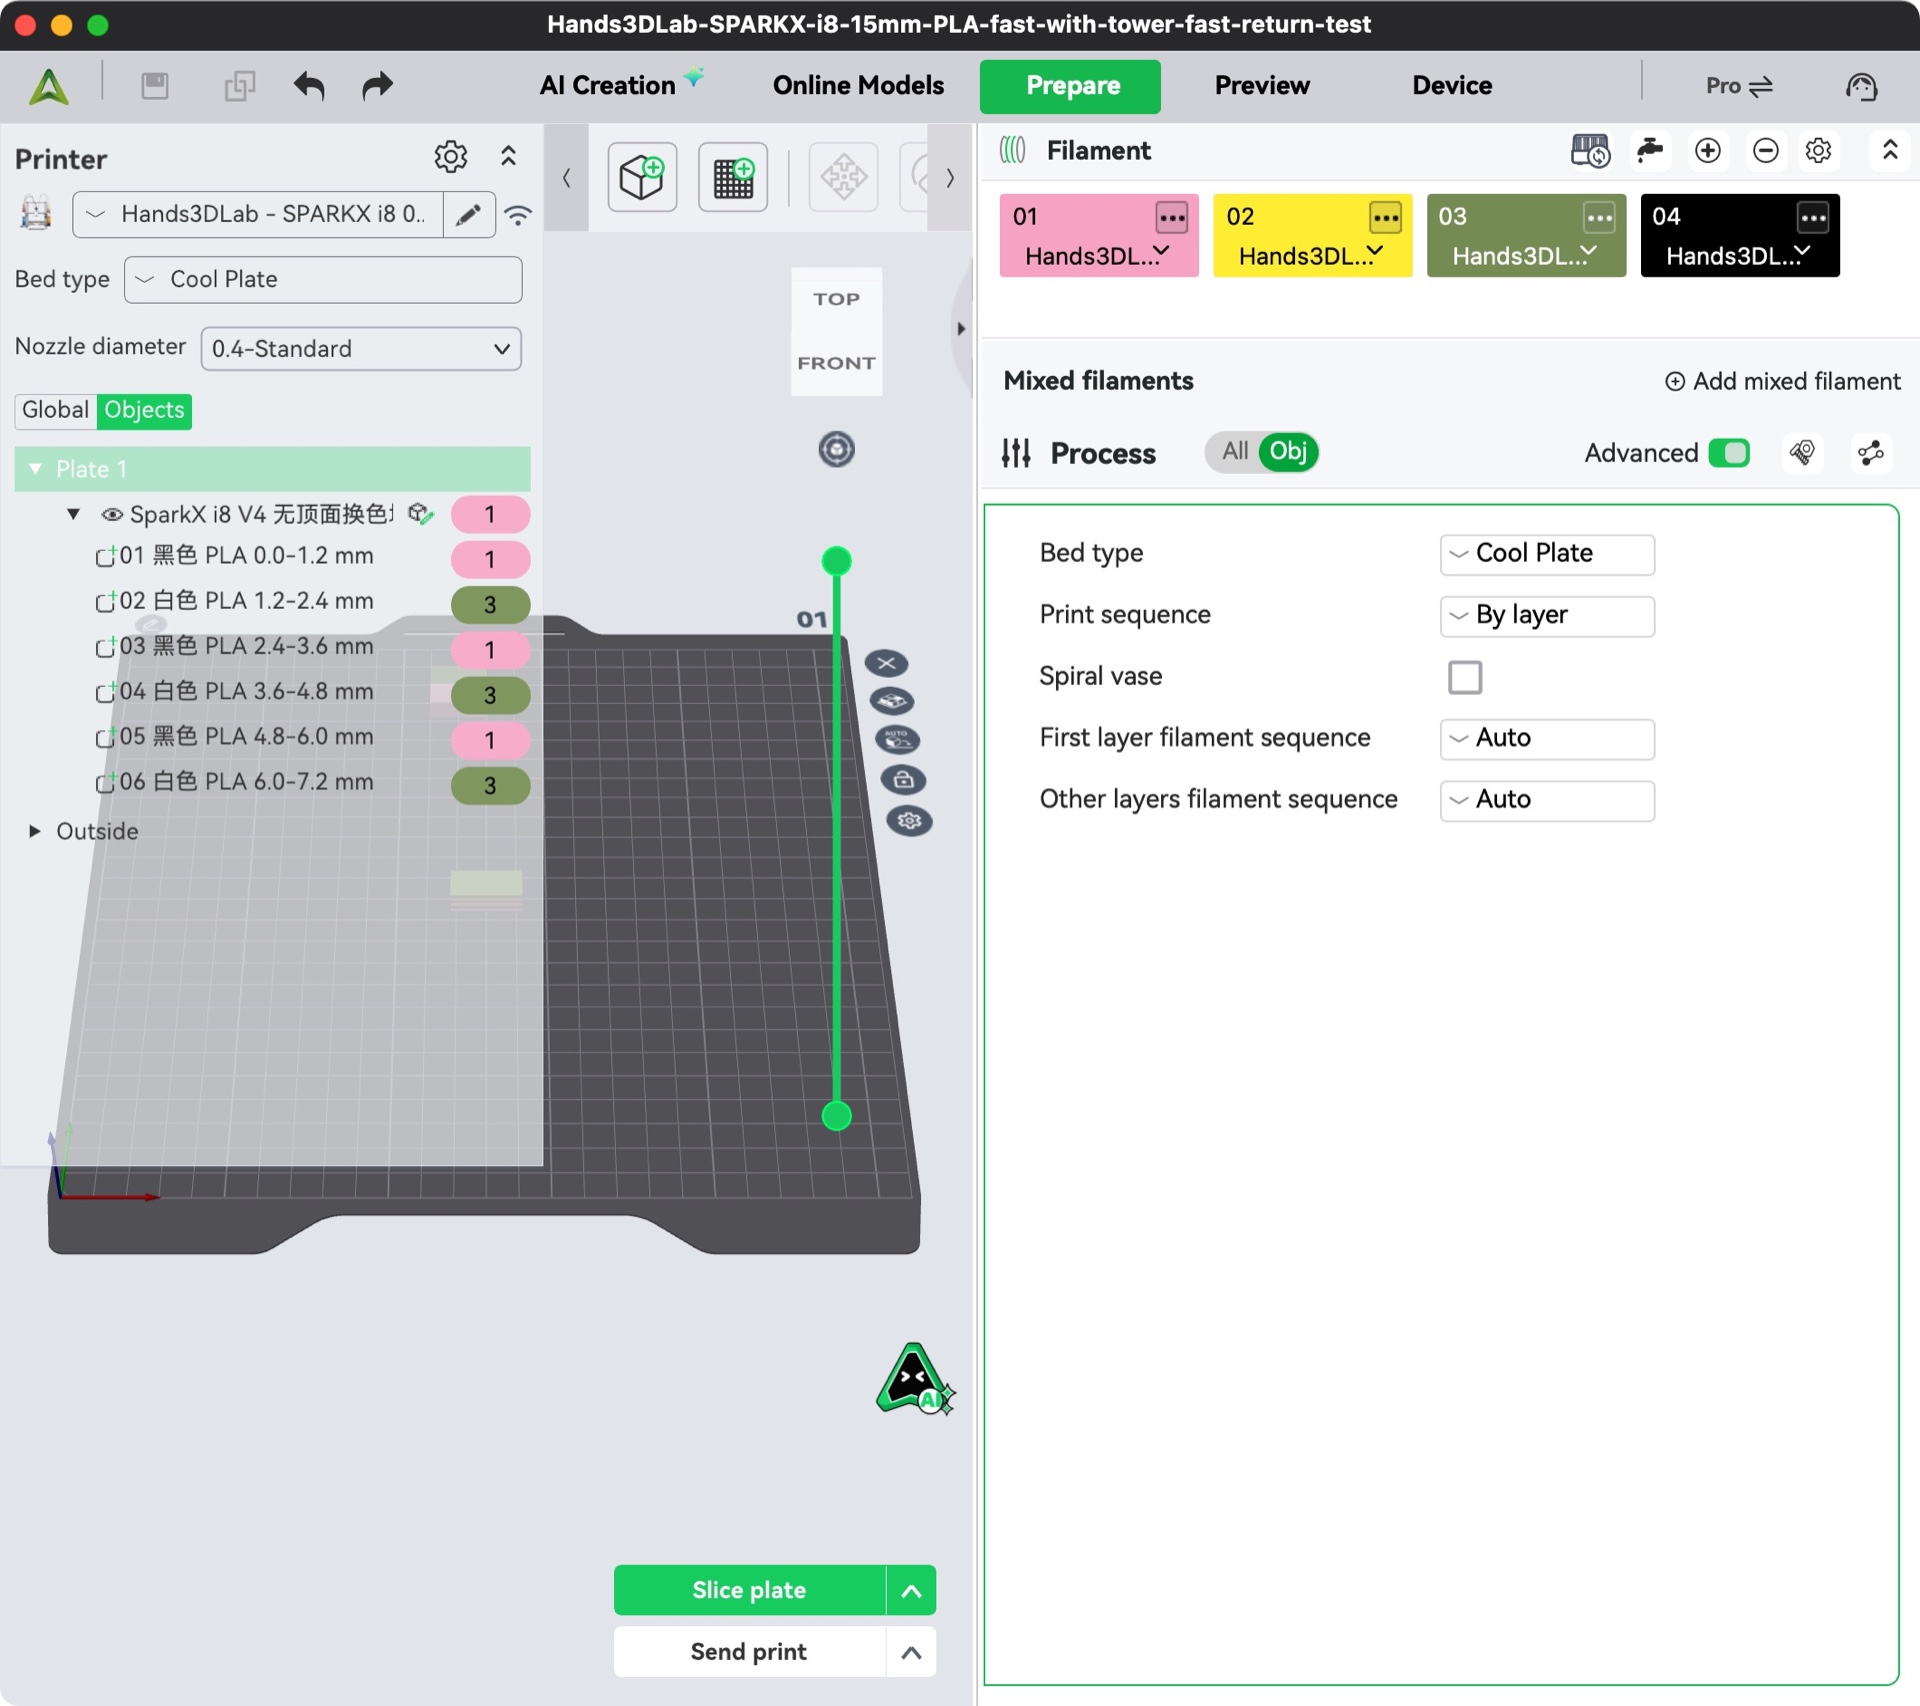 Hands3DLab-SPARKX-i8-15mm-PLA-fast-with-tower-fast-return-test
AI Creation
Online Models
Prepare
Preview
Device
Pro
Printer
Hands3DLab - SPARKX i8 0..
Bed type
Cool Plate
Nozzle diameter
0.4-Standard
Global
Objects
Plate 1
SparkX i8 V4 无顶面换色
1
01 黑色 PLA 0.0-1.2 mm
1
02 白色 PLA 1.2-2.4 mm
3
03 黑色 PLA 2.4-3.6 mm
1
04 白色 PLA 3.6-4.8 mm
3
05 黑色 PLA 4.8-6.0 mm
1
06 白色 PLA 6.0-7.2 mm
3
Outside
TOP
FRONT
01
AUTO
AI
Slice plate
Send print
Filament
01
Hands3DL...
02
Hands3DL...
03
Hands3DL...
04
Hands3DL...
Mixed filaments
Add mixed filament
Process
All
Obj
Advanced
Bed type
Cool Plate
Print sequence
By layer
Spiral vase
First layer filament sequence
Auto
Other layers filament sequence
Auto